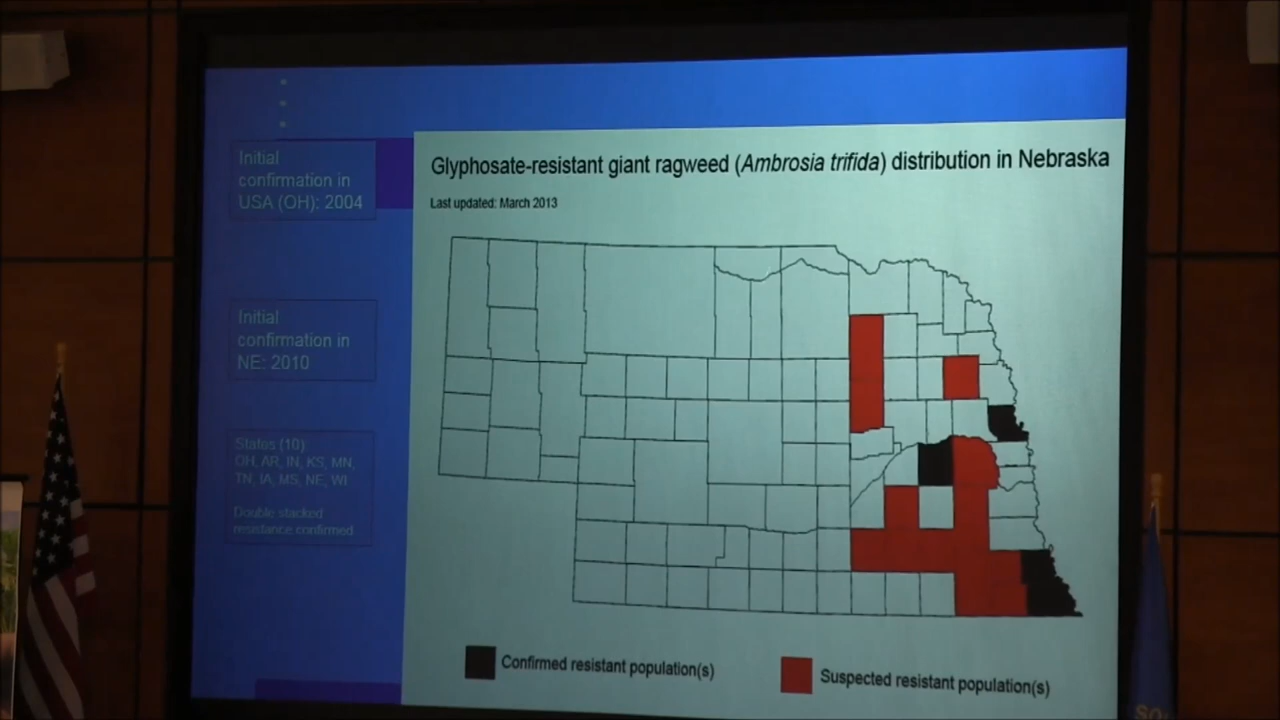 Initial
confirmation in
USA (OH): 2004
Initial
confirmation in
NE: 2010
States (10)
OH, AR, IN, KS, MN,
TN, IA, MS, NE, WI
Double stacked
resistance confirmed
Glyphosate-resistant giant ragweed (Ambrosia trifida) distribution in Nebraska
Last updated: March 2013
Confirmed resistant population(s)
Suspected resistant population(s)